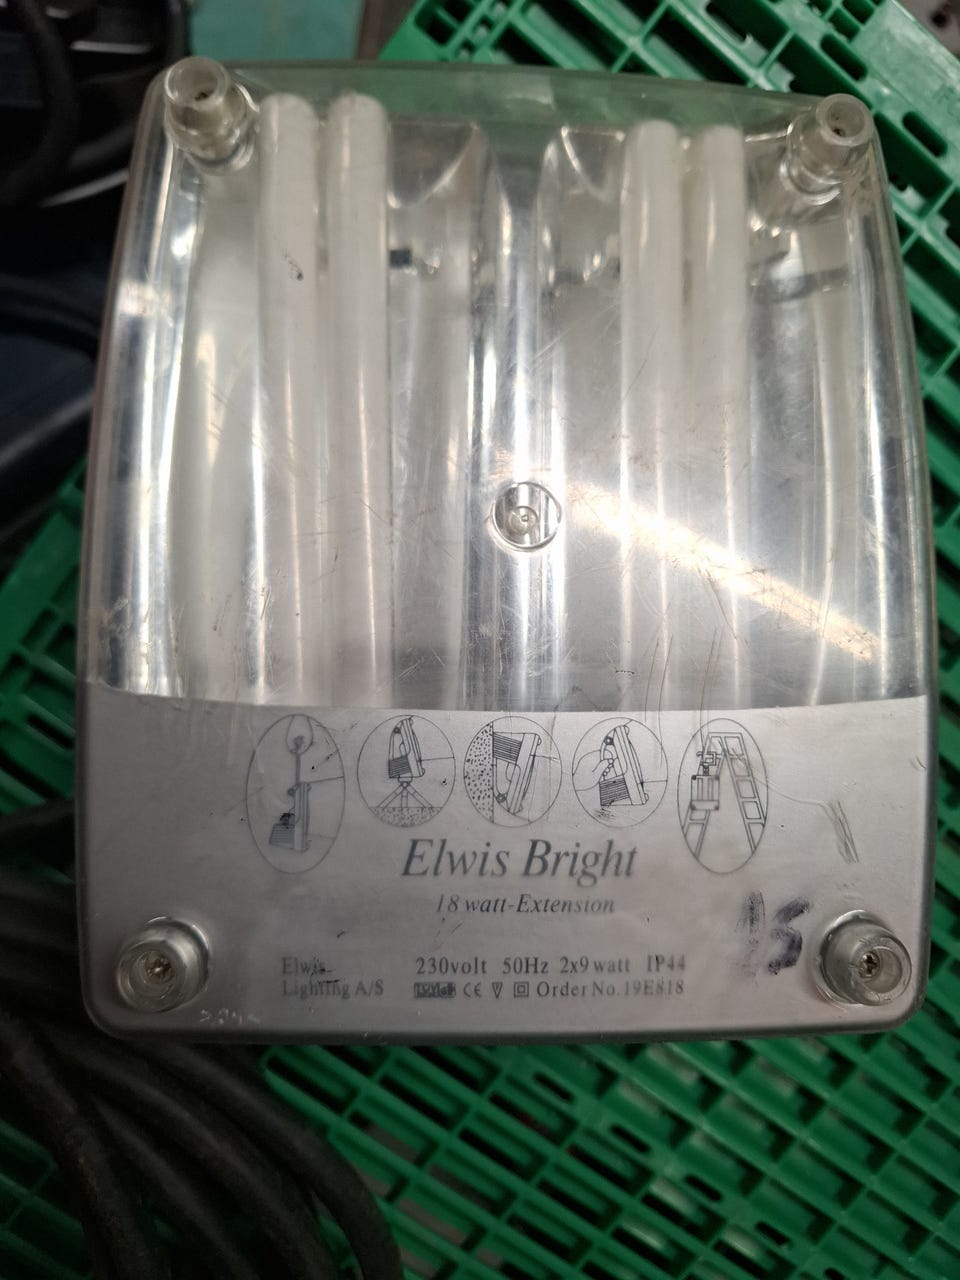 Elwis Bright
18 watt-Extension
Elwis 230volt 50Hz 2x9watt IP44
Lighting A/S CE Order No.19E818